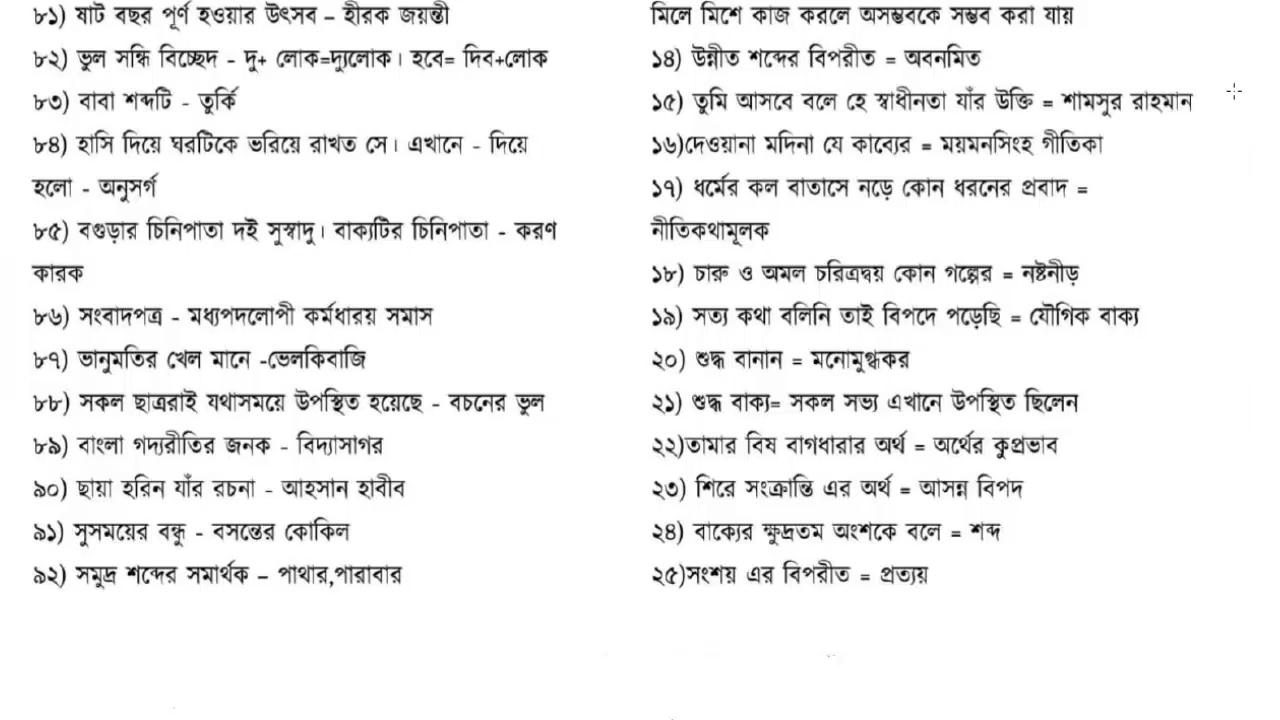 ৮১) ষাট বছর পূর্ণ হওয়ার উৎসব – হীরক জয়ন্তী
৮২) ভুল সন্ধি বিচ্ছেদ - দু+ লোক=দ্যুলোক। হবে= দিব+লোক
৮৩) বাবা শব্দটি - তুর্কি
৮৪) হাসি দিয়ে ঘরটিকে ভরিয়ে রাখত সে। এখানে - দিয়ে
হলো - অনুসর্গ
৮৫) বগুড়ার চিনিপাতা দই সুস্বাদু। বাক্যটির চিনিপাতা - করণ
কারক
৮৬) সংবাদপত্র - মধ্যপদলোপী কর্মধারয় সমাস
৮৭) ভানুমতির খেল মানে -ভেলকিবাজি
৮৮) সকল ছাত্ররাই যথাসময়ে উপস্থিত হয়েছে - বচনের ভুল
৮৯) বাংলা গদ্যরীতির জনক - বিদ্যাসাগর
৯০) ছায়া হরিন যাঁর রচনা - আহসান হাবীব
৯১) সুসময়ের বন্ধু - বসন্তের কোকিল
৯২) সমুদ্র শব্দের সমার্থক – পাথার,পারাবার
মিলে মিশে কাজ করলে অসম্ভবকে সম্ভব করা যায়
১৪) উন্নীত শব্দের বিপরীত = অবনমিত
১৫) তুমি আসবে বলে হে স্বাধীনতা যাঁর উক্তি = শামসুর রাহমান
১৬)দেওয়ানা মদিনা যে কাব্যের = ময়মনসিংহ গীতিকা
১৭) ধর্মের কল বাতাসে নড়ে কোন ধরনের প্রবাদ =
নীতিকথামূলক
১৮) চারু ও অমল চরিত্রদ্বয় কোন গল্পের = নষ্টনীড়
১৯) সত্য কথা বলিনি তাই বিপদে পড়েছি = যৌগিক বাক্য
২০) শুদ্ধ বানান = মনোমুগ্ধকর
২১) শুদ্ধ বাক্য= সকল সভ্য এখানে উপস্থিত ছিলেন
২২)তামার বিষ বাগধারার অর্থ = অর্থের কুপ্রভাব
২৩) শিরে সংক্রান্তি এর অর্থ = আসন্ন বিপদ
২৪) বাক্যের ক্ষুদ্রতম অংশকে বলে = শব্দ
২৫)সংশয় এর বিপরীত = প্রত্যয়